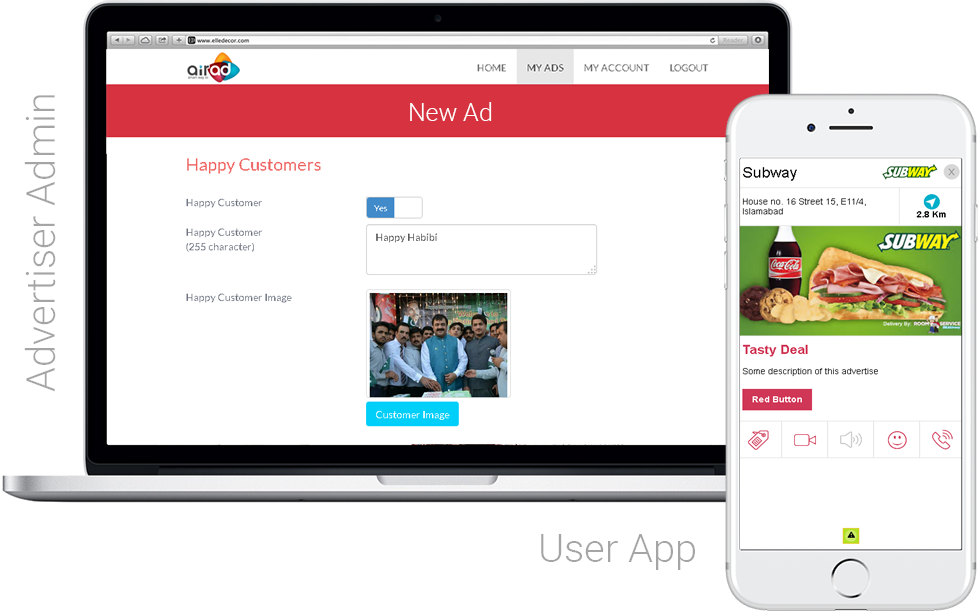 Advertiser Admin
www.elledecor.com
Reader
airad
HOME
MY ADS
MY ACCOUNT
LOGOUT
New Ad
Happy Customers
Happy Customer
Yes
Happy Customer
(255 character)
Happy Habibi
Happy Customer Image
Customer Image
Subway
SUBWAY
House no. 16 Street 15, E11/4,
Islamabad
2.8 Km
SUBWAY
Coca-Cola
Delivery By: ROOM SERVICE
Tasty Deal
Some description of this advertise
Red Button
User App